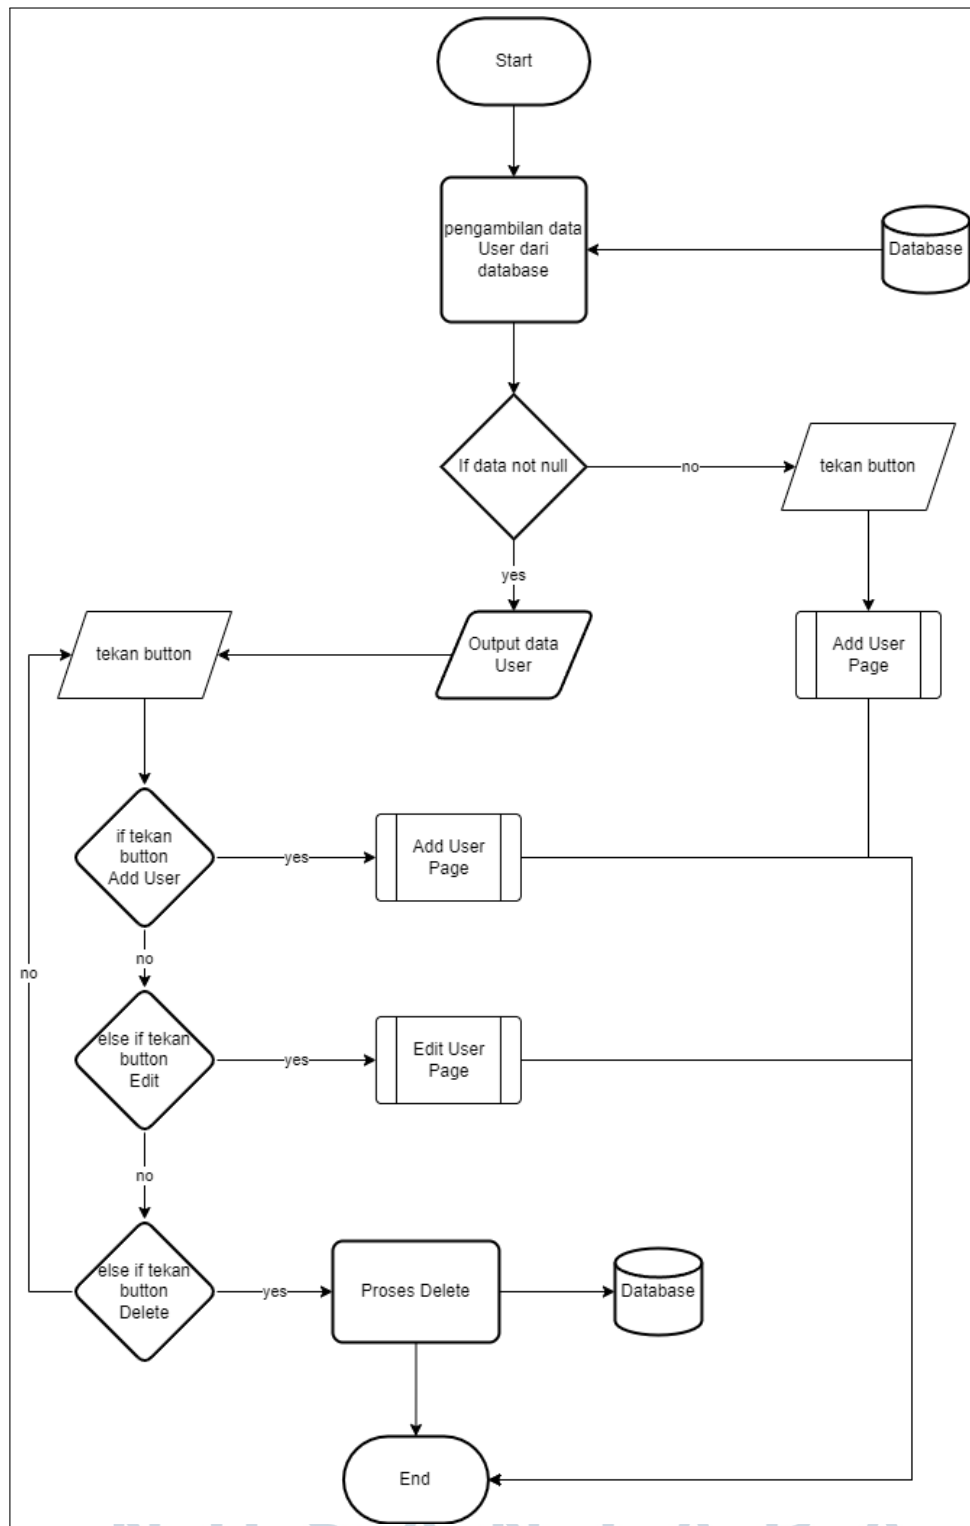 Start
pengambilan data
User dari
database
Database
If data not null
no
tekan button
yes
tekan button
Output data
User
Add User
Page
if tekan
button
Add User
yes
Add User
Page
no
no
else if tekan
button
Edit
yes
Edit User
Page
no
else if tekan
button
Delete
yes
Proses Delete
Database
End